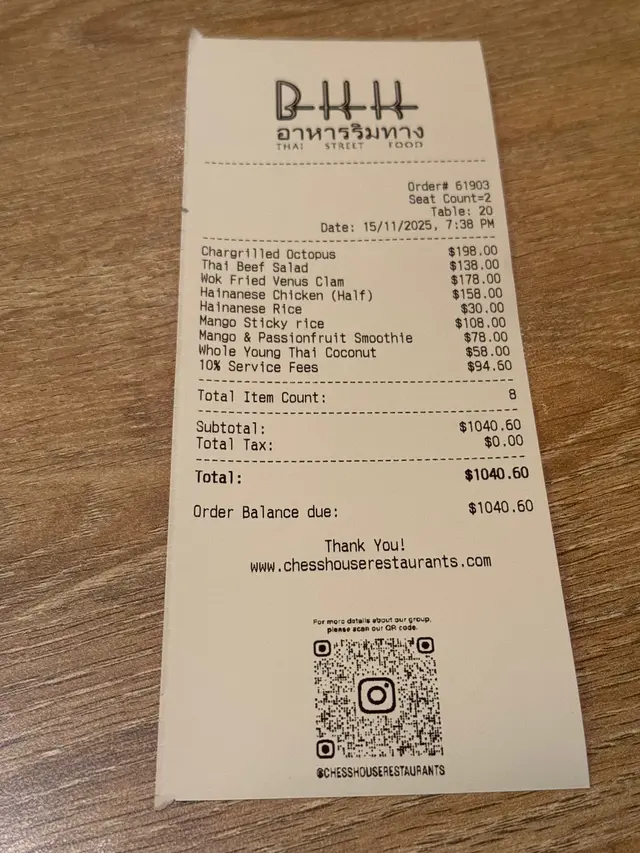 BKK
อาหารริมทาง
THAI STREET FOOD
Order# 61903
Seat Count=2
Table: 20
Date: 15/11/2025, 7:38 PM
Chargrilled Octopus $198.00
Thai Beef Salad $138.00
Wok Fried Venus Clam $178.00
Hainanese Chicken (Half) $158.00
Hainanese Rice $30.00
Mango Sticky rice $108.00
Mango & Passionfruit Smoothie $78.00
Whole Young Thai Coconut $58.00
10% Service Fees $94.60
Total Item Count: 8
Subtotal: $1040.60
Total Tax: $0.00
Total: $1040.60
Order Balance due: $1040.60
Thank You!
www.chesshouserestaurants.com
For more details about our group,
please scan our QR code.
@CHESSHOUSERESTAURANTS